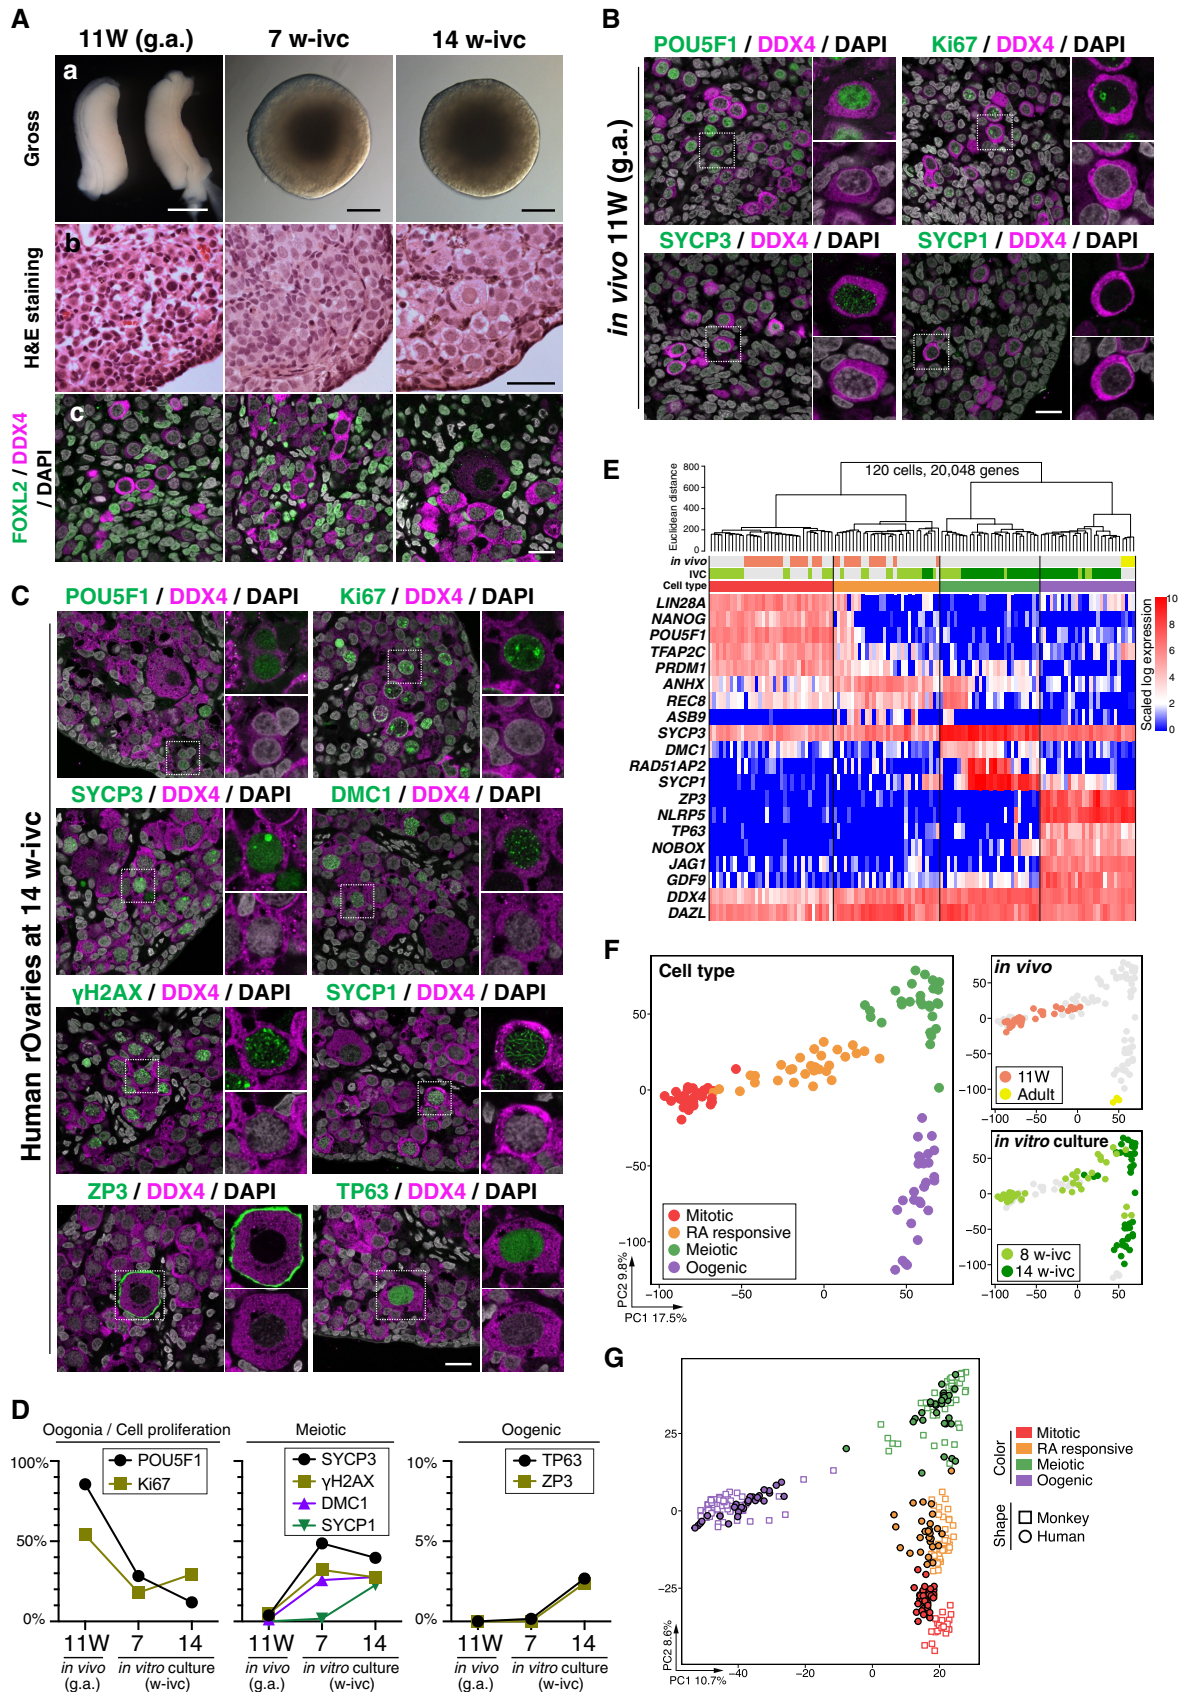 A
11W (g.a.)
7 w-ivc
14 w-ivc
a
Gross
b
H&E staining
c
FOXL2 / DDX4
/ DAPI
B
POU5F1 / DDX4 / DAPI
Ki67 / DDX4 / DAPI
SYCP3 / DDX4 / DAPI
SYCP1 / DDX4 / DAPI
in vivo 11W (g.a.)
C
POU5F1 / DDX4 / DAPI
Ki67 / DDX4 / DAPI
SYCP3 / DDX4 / DAPI
DMC1 / DDX4 / DAPI
γH2AX / DDX4 / DAPI
SYCP1 / DDX4 / DAPI
ZP3 / DDX4 / DAPI
TP63 / DDX4 / DAPI
Human rOvaries at 14 w-ivc
D
Oogonia / Cell proliferation
POU5F1
Ki67
100%
50%
0%
11W
7
14
in vivo
(g.a.)
in vitro culture
(w-ivc)
Meiotic
SYCP3
γH2AX
DMC1
SYCP1
100%
50%
0%
11W
7
14
in vivo
(g.a.)
in vitro culture
(w-ivc)
Oogenic
TP63
ZP3
10%
5%
0%
11W
7
14
in vivo
(g.a.)
in vitro culture
(w-ivc)
E
120 cells, 20,048 genes
Euclidean distance
800
600
400
200
0
in vivo
IVC
Cell type
LIN28A
NANOG
POU5F1
TFAP2C
PRDM1
ANHX
REC8
ASB9
SYCP3
DMC1
RAD51AP2
SYCP1
ZP3
NLRP5
TP63
NOBOX
JAG1
GDF9
DDX4
DAZL
Scaled log expression
10
8
6
4
2
0
F
Cell type
50
0
−50
−100
−100
−50
0
50
PC2 9.8%
PC1 17.5%
Mitotic
RA responsive
Meiotic
Oogenic
in vivo
50
0
−50
−100
11W
Adult
−100
−50
0
50
in vitro culture
50
0
−50
−100
8 w-ivc
14 w-ivc
−100
−50
0
50
G
25
0
−25
−40
−20
0
20
PC2 8.6%
PC1 10.7%
Color
Mitotic
RA responsive
Meiotic
Oogenic
Shape
Monkey
Human